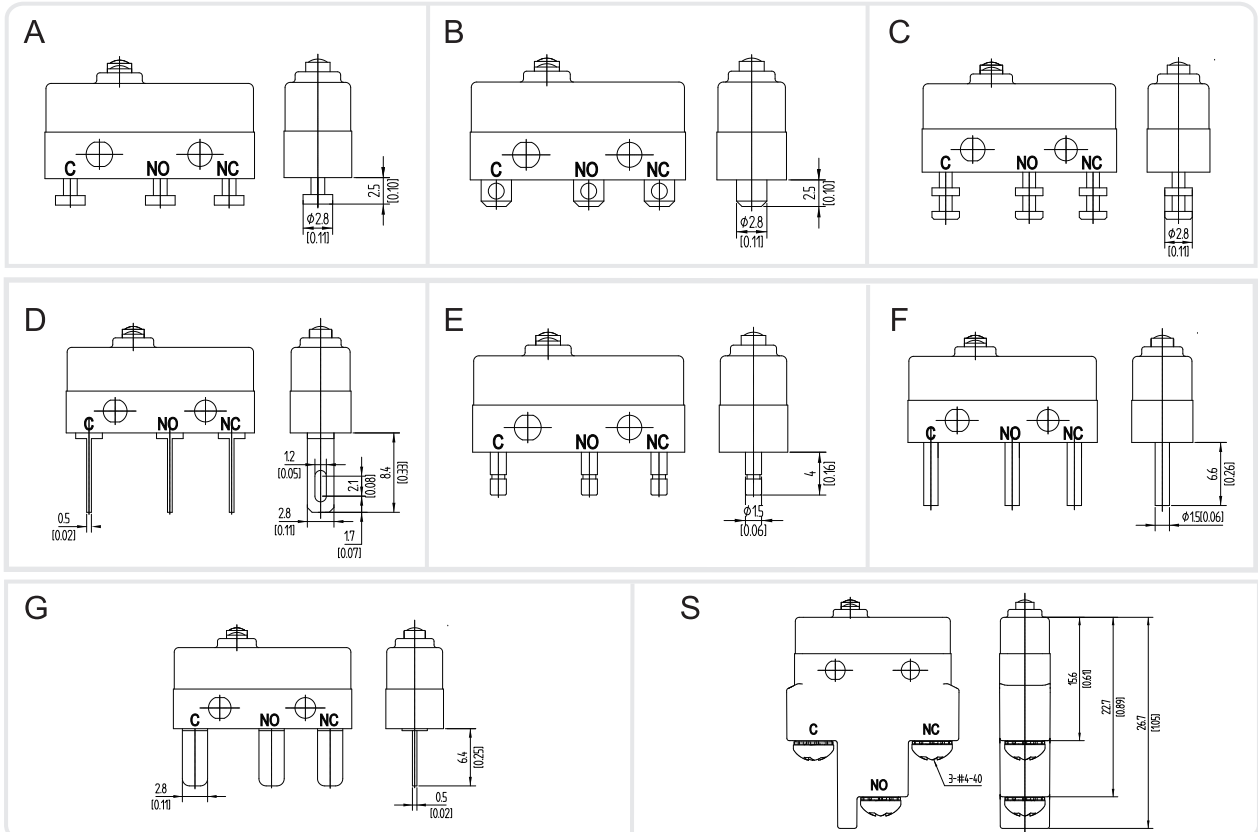 A
C NO NC
2.5
[0.10]
ϕ2.8
[0.11]
B
C NO NC
2.5
[0.10]
ϕ2.8
[0.11]
C
C NO NC
ϕ2.8
[0.11]
D
C NO NC
0.5
[0.02]
1.2
[0.05]
2.1
[0.08]
8.4
[0.33]
2.8
[0.11]
1.7
[0.07]
E
C NO NC
4
[0.16]
ϕ1.5
[0.06]
F
C NO NC
6.6
[0.26]
ϕ1.5[0.06]
G
C NO NC
2.8
[0.11]
6.4
[0.25]
0.5
[0.02]
S
C NC
NO
3-#4-40
15.6
[0.61]
22.7
[0.89]
26.7
[1.05]